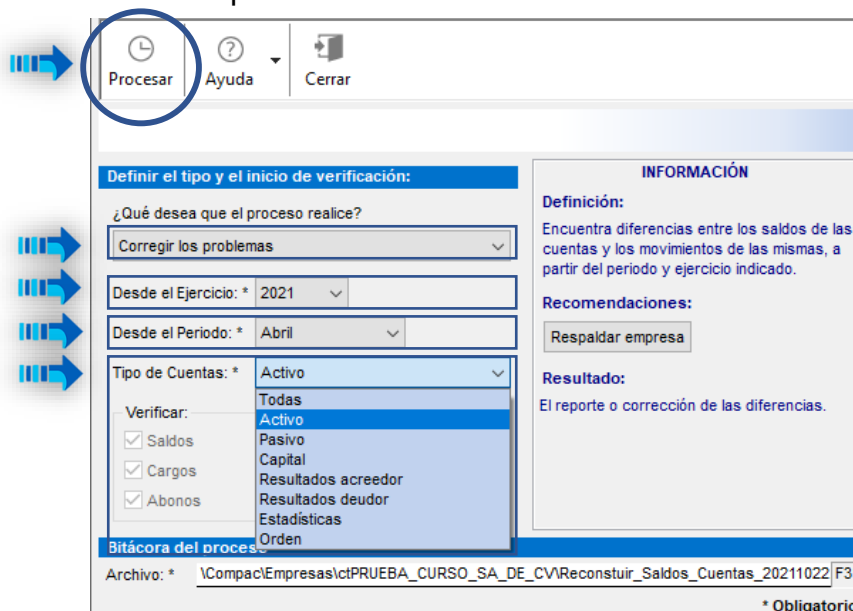 Procesar
Ayuda
Cerrar
Definir el tipo y el inicio de verificación:
¿Qué desea que el proceso realice?
Corregir los problemas
Desde el Ejercicio: * 2021
Desde el Periodo: * Abril
Tipo de Cuentas: * Activo
Todas
Activo
Pasivo
Capital
Resultados acreedor
Resultados deudor
Estadísticas
Orden
Verificar:
Saldos
Cargos
Abonos
INFORMACIÓN
Definición:
Encuentra diferencias entre los saldos de las
cuentas y los movimientos de las mismas, a
partir del periodo y ejercicio indicado.
Recomendaciones:
Respaldar empresa
Resultado:
El reporte o corrección de las diferencias.
Bitácora del proces
Archivo: * \Compac\Empresas\ctPRUEBA_CURSO_SA_DE_CV\Reconstuir_Saldos_Cuentas_20211022 F3
* Obligatorio